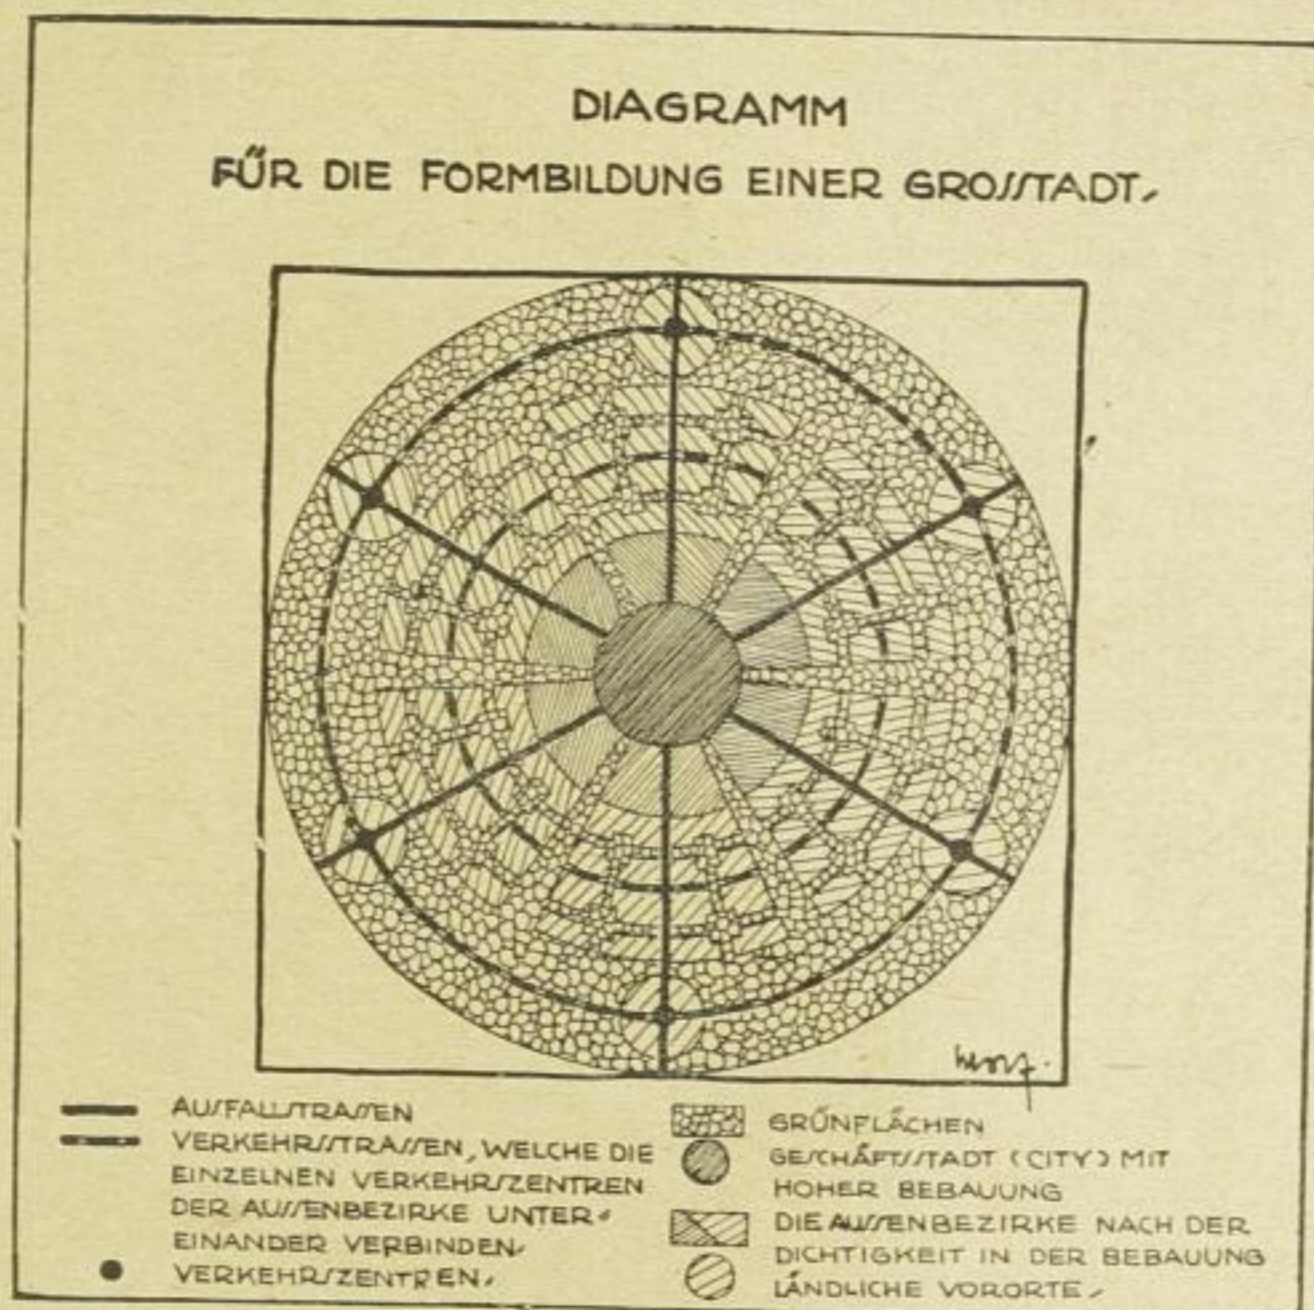 DIAGRAMM
FÜR DIE FORMBILDUNG EINER GROSSTADT.
AUSFALLSTRASSEN
VERKEHRSSTRASSEN, WELCHE DIE
EINZELNEN VERKEHRSZENTREN
DER AUSSENBEZIRKE UNTER-
EINANDER VERBINDEN.
VERKEHRSZENTREN.
GRÜNFLÄCHEN
GESCHÄFTSSTADT (CITY) MIT
HOHER BEBAUUNG
DIE AUSSENBEZIRKE NACH DER
DICHTIGKEIT IN DER BEBAUUNG
LÄNDLICHE VORORTE.